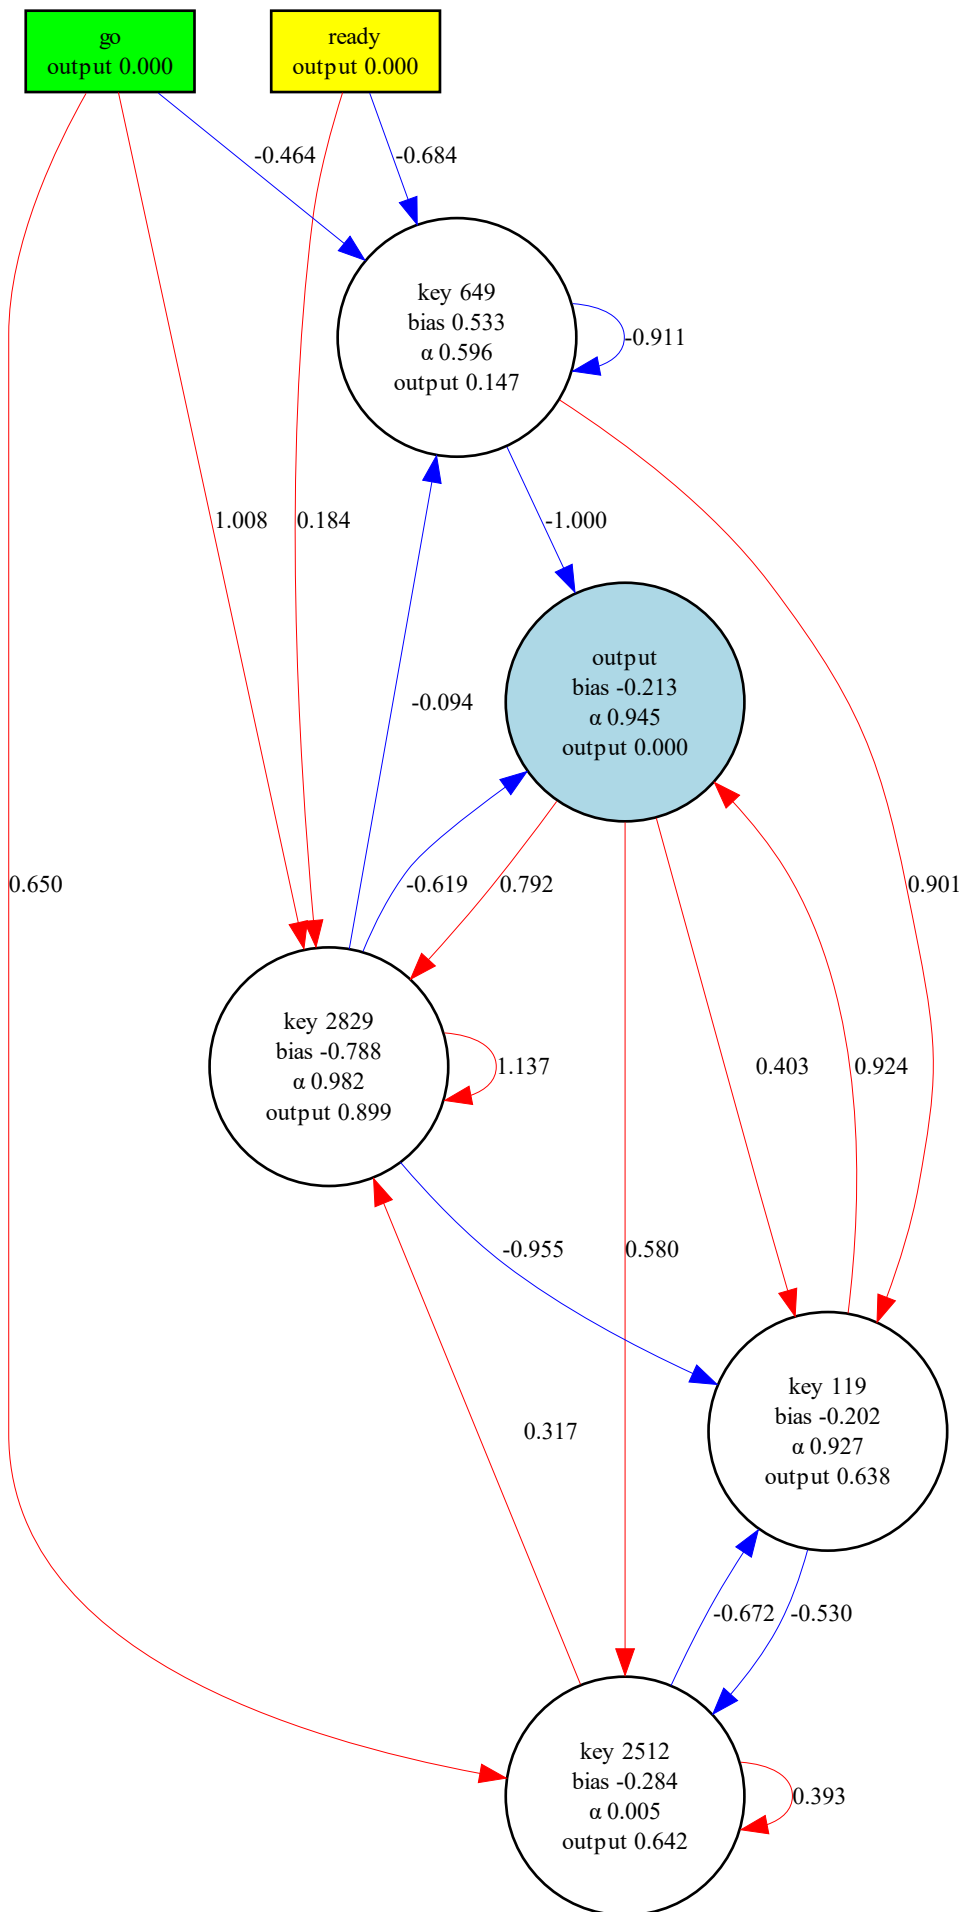 go
output 0.000
ready
output 0.000
-0.464
-0.684
key 649
bias 0.533
α 0.596
output 0.147
-0.911
1.008
0.184
-1.000
output
bias -0.213
α 0.945
output 0.000
-0.094
0.650
-0.619
0.792
0.901
key 2829
bias -0.788
α 0.982
output 0.899
1.137
0.403
0.924
-0.955
0.580
key 119
bias -0.202
α 0.927
output 0.638
0.317
-0.672
-0.530
key 2512
bias -0.284
α 0.005
output 0.642
0.393